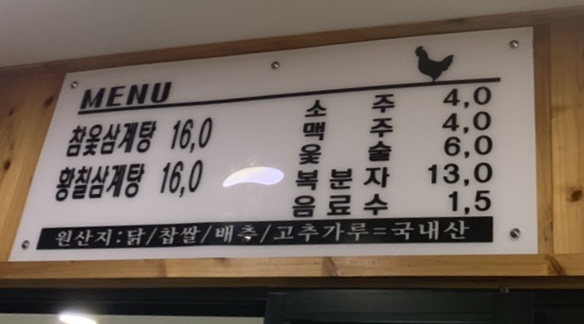 MENU
참옻삼계탕 16,0
황칠삼계탕 16,0
소 주 4,0
맥 주 4,0
옻 술 6,0
복 분 자 13,0
음 료 수 1,5
원산지:닭/찹쌀/배추/고추가루=국내산